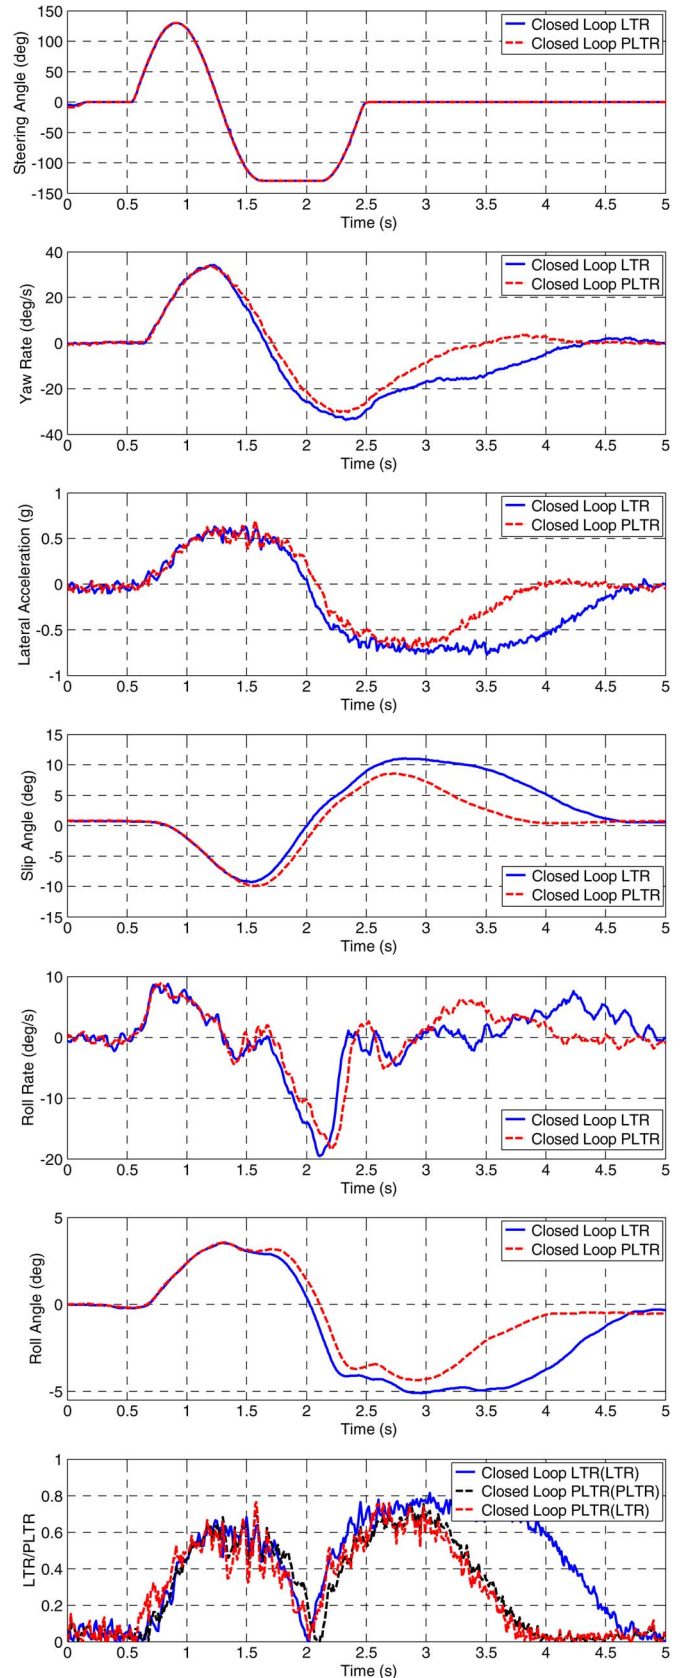 150
100
50
0
-50
-100
-150
Steering Angle (deg)
Closed Loop LTR
Closed Loop PLTR
0 0.5 1 1.5 2 2.5 3 3.5 4 4.5 5
Time (s)
40
20
0
-20
-40
Yaw Rate (deg/s)
Closed Loop LTR
Closed Loop PLTR
0 0.5 1 1.5 2 2.5 3 3.5 4 4.5 5
Time (s)
1
0.5
0
-0.5
-1
Lateral Acceleration (g)
Closed Loop LTR
Closed Loop PLTR
0 0.5 1 1.5 2 2.5 3 3.5 4 4.5 5
Time (s)
15
10
5
0
-5
-10
-15
Slip Angle (deg)
Closed Loop LTR
Closed Loop PLTR
0 0.5 1 1.5 2 2.5 3 3.5 4 4.5 5
Time (s)
10
0
-10
-20
Roll Rate (deg/s)
Closed Loop LTR
Closed Loop PLTR
0 0.5 1 1.5 2 2.5 3 3.5 4 4.5 5
Time (s)
5
0
-5
Roll Angle (deg)
Closed Loop LTR
Closed Loop PLTR
0 0.5 1 1.5 2 2.5 3 3.5 4 4.5 5
Time (s)
1
0.8
0.6
0.4
0.2
0
LTR/PLTR
Closed Loop LTR(LTR)
Closed Loop PLTR(PLTR)
Closed Loop PLTR(LTR)
0 0.5 1 1.5 2 2.5 3 3.5 4 4.5 5
Time (s)